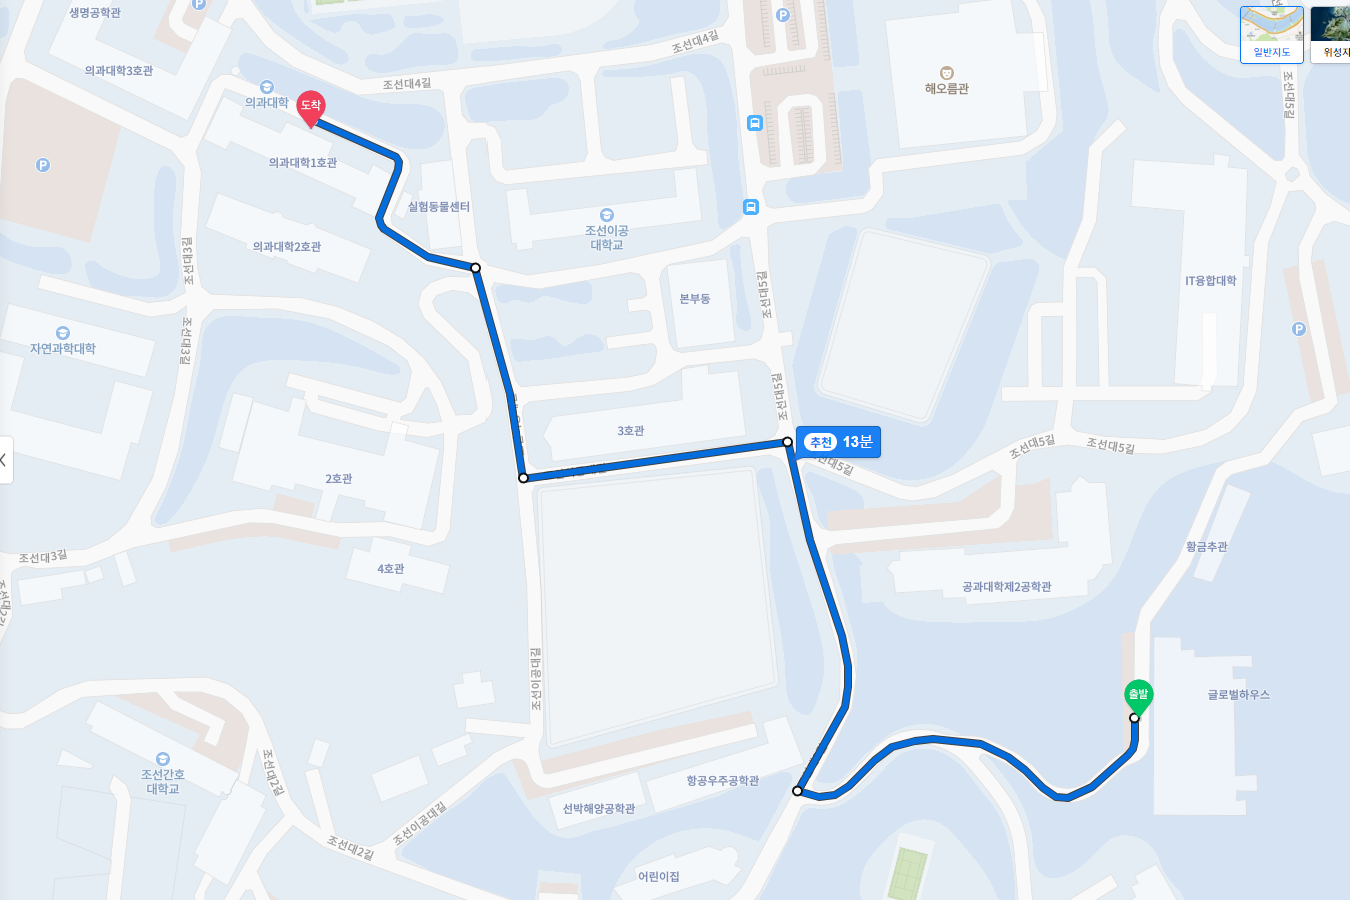 생명공학관
P
의과대학3호관
의과대학
도착
의과대학1호관
P
조선대4길
조선대4길
P
해오름관
일반지도
위성지
조선대5길
실험동물센터
조선이공
대학교
의과대학2호관
조선대3길
조선대3길
자연과학대학
본부동
조선대5길
조선대5길
IT융합대학
P
3호관
추천 13분
조선대5길
조선대5길
2호관
조선대3길
4호관
황금추관
공과대학제2공학관
조선이공대길
출발
글로벌하우스
조선간호
대학교
조선대2길
항공우주공학관
선박해양공학관
조선이공대길
조선대2길
어린이집